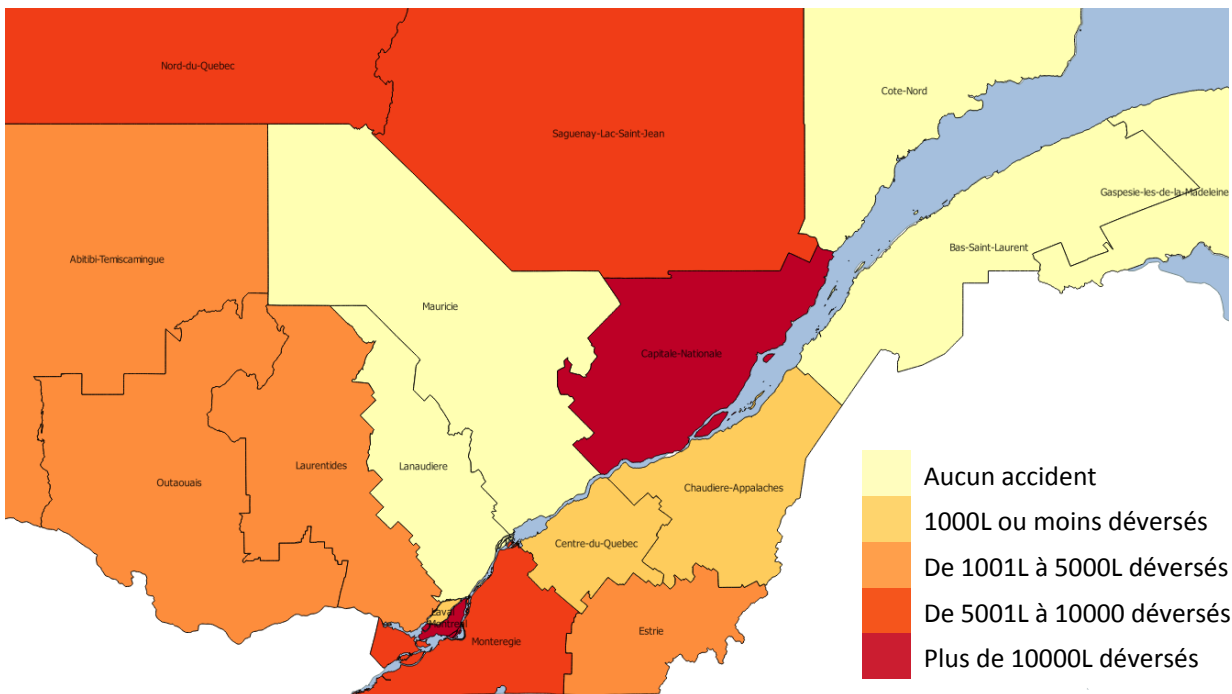 Nord-du-Quebec
Cote-Nord
Saguenay-Lac-Saint-Jean
Gaspesie-les-de-la-Madeleine
Bas-Saint-Laurent
Abitibi-Temiscamingue
Mauricie
Capitale-Nationale
Laurentides
Lanaudiere
Outaouais
Chaudiere-Appalaches
Centre-du-Quebec
Laval
Montreal
Monteregie
Estrie
Aucun accident
1000L ou moins déversés
De 1001L à 5000L déversés
De 5001L à 10000 déversés
Plus de 10000L déversés